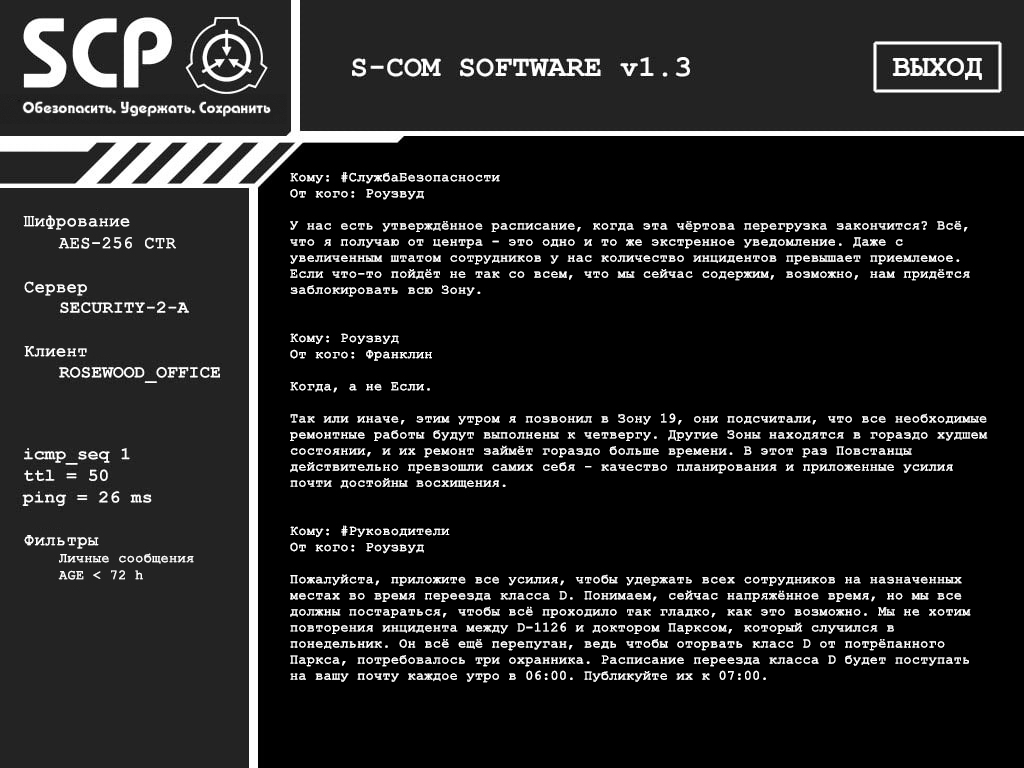 SCP
Обезопасить. Удержать. Сохранить
S-COM SOFTWARE v1.3
ВЫХОД
Шифрование
AES-256 CTR
Сервер
SECURITY-2-A
Клиент
ROSEWOOD_OFFICE
icmp_seq 1
ttl = 50
ping = 26 ms
Фильтры
Личные сообщения
AGE < 72 h
Кому: #СлужбаБезопасности
От кого: Роузвуд
У нас есть утверждённое расписание, когда эта чёртова перегрузка закончится? Всё,
что я получаю от центра - это одно и то же экстренное уведомление. Даже с
увеличенным штатом сотрудников у нас количество инцидентов превышает приемлемое.
Если что-то пойдёт не так со всем, что мы сейчас содержим, возможно, нам придётся
заблокировать всю Зону.
Кому: Роузвуд
От кого: Франклин
Когда, а не Если.
Так или иначе, этим утром я позвонил в Зону 19, они подсчитали, что все необходимые
ремонтные работы будут выполнены к четвергу. Другие Зоны находятся в гораздо худшем
состоянии, и их ремонт займёт гораздо больше времени. В этот раз Повстанцы
действительно превзошли самих себя - качество планирования и приложенные усилия
почти достойны восхищения.
Кому: #Руководители
От кого: Роузвуд
Пожалуйста, приложите все усилия, чтобы удержать всех сотрудников на назначенных
местах во время переезда класса D. Понимаем, сейчас напряжённое время, но мы все
должны постараться, чтобы всё проходило так гладко, как это возможно. Мы не хотим
повторения инцидента между D-1126 и доктором Парксом, который случился в
понедельник. Он всё ещё перепуган, ведь чтобы оторвать класс D от потрёпанного
Паркса, потребовалось три охранника. Расписание переезда класса D будет поступать
на вашу почту каждое утро в 06:00. Публикуйте их к 07:00.